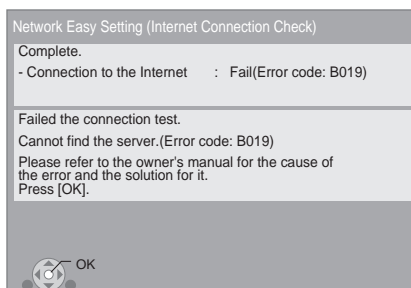 Network Easy Setting (Internet Connection Check)
Complete.
- Connection to the Internet : Fail(Error code: B019)
Failed the connection test.
Cannot find the server.(Error code: B019)
Please refer to the owner's manual for the cause of
the error and the solution for it.
Press [OK].
OK